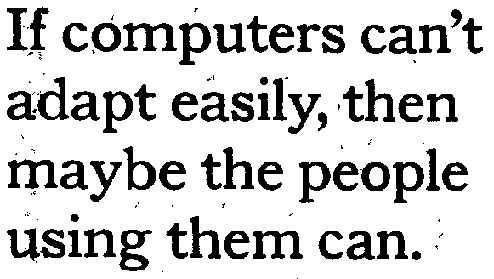 If computers can't
adapt easily, then
maybe the people
using them can.